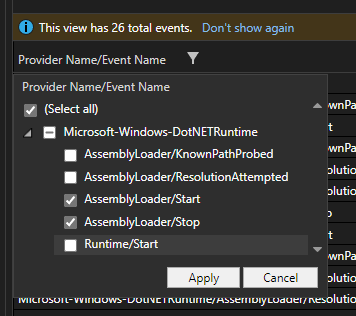 This view has 26 total events. Don't show again
Provider Name/Event Name
Provider Name/Event Name
(Select all)
Microsoft-Windows-DotNETRuntime
AssemblyLoader/KnownPathProbed
AssemblyLoader/ResolutionAttempted
AssemblyLoader/Start
AssemblyLoader/Stop
Runtime/Start
Apply Cancel
Microsoft-Windows-DotNETRuntime/AssemblyLoader/Resolu